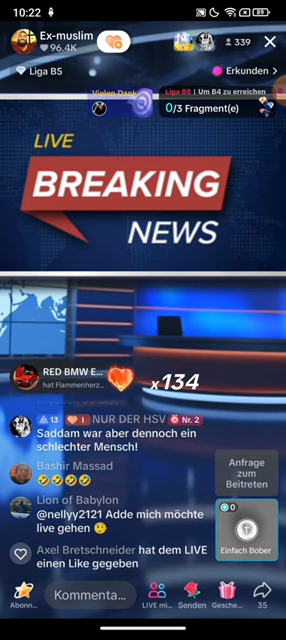 10:22
89
Ex-muslim
96.4K
339
Liga B5
Erkunden
Vielen Dank
Liga B5 | Um B4 zu erreichen
0/3 Fragment(e)
LIVE
BREAKING
NEWS
RED BMW E...
hat Flammenherz...
x134
13 I NUR DER HSV Nr. 2
Saddam war aber dennoch ein
schlechter Mensch!
Bashir Massad
🤣🤣🤣🤣
Lion of Babylon
@nellyy2121 Adde mich möchte
live gehen
Axel Bretschneider hat dem LIVE
einen Like gegeben
Anfrage
zum
Beitreten
0
Einfach Bober
Abonn...
Kommenta...
LIVE mi...
Senden
Gesche...
35